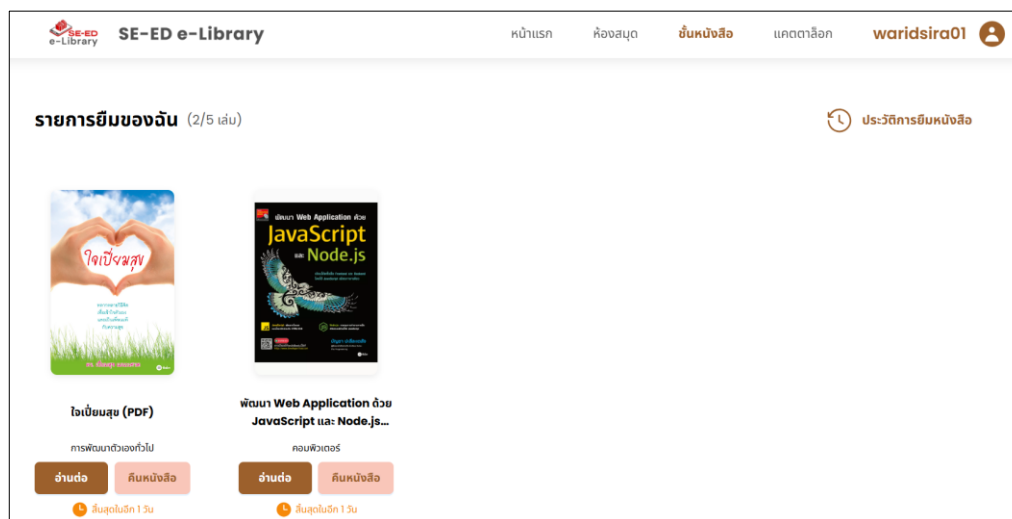 SE-ED
e-Library
SE-ED e-Library
หน้าแรก
ห้องสมุด
ชั้นหนังสือ
แคตตาล็อก
waridsira01
รายการยืมของฉัน (2/5 เล่ม)
ประวัติการยืมหนังสือ
ใจเปี่ยมสุข
พัฒนา Web Application ด้วย
JavaScript
และ Node.js
ใจเปี่ยมสุข (PDF)
พัฒนา Web Application ด้วย
JavaScript และ Node.js...
การพัฒนาตัวเองทั่วไป
คอมพิวเตอร์
อ่านต่อ
คืนหนังสือ
อ่านต่อ
คืนหนังสือ
สิ้นสุดในอีก 1 วัน
สิ้นสุดในอีก 1 วัน